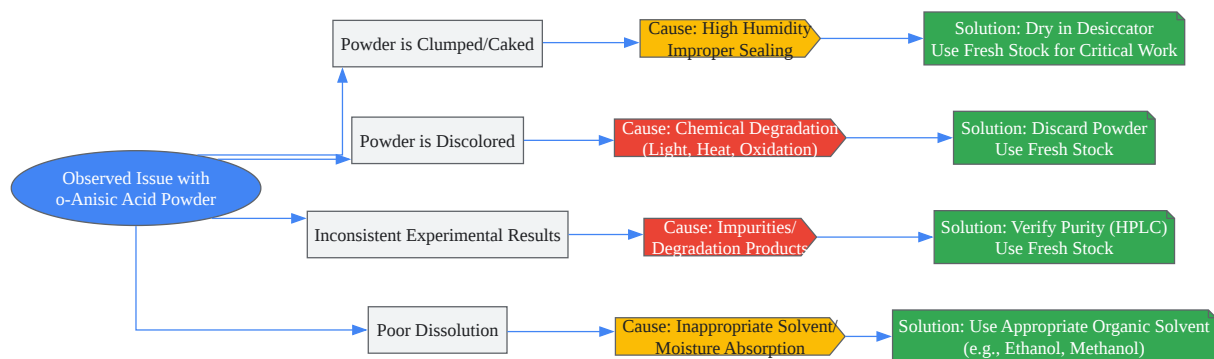 Observed Issue with
o-Anisic Acid Powder
Powder is Clumped/Caked
Cause: High Humidity
Improper Sealing
Solution: Dry in Desiccator
Use Fresh Stock for Critical Work
Powder is Discolored
Cause: Chemical Degradation
(Light, Heat, Oxidation)
Solution: Discard Powder
Use Fresh Stock
Inconsistent Experimental Results
Cause: Impurities/
Degradation Products
Solution: Verify Purity (HPLC)
Use Fresh Stock
Poor Dissolution
Cause: Inappropriate Solvent/
Moisture Absorption
Solution: Use Appropriate Organic Solvent
(e.g., Ethanol, Methanol)